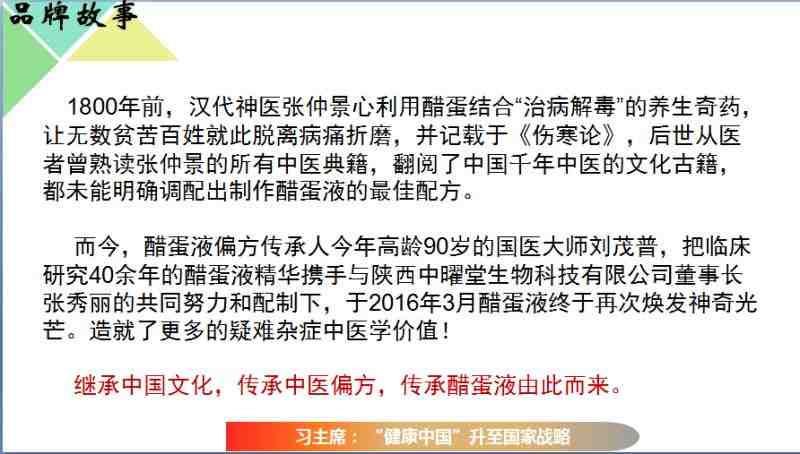 品牌故事
1800年前，汉代神医张仲景心利用醋蛋结合“治病解毒”的养生奇药，
让无数贫苦百姓就此脱离病痛折磨，并记载于《伤寒论》，后世从医
者曾熟读张仲景的所有中医典籍，翻阅了中国千年中医的文化古籍，
都未能明确调配出制作醋蛋液的最佳配方。
而今，醋蛋液偏方传承人今年高龄90岁的国医大师刘茂普，把临床
研究40余年的醋蛋液精华携手与陕西中曜堂生物科技有限公司董事长
张秀丽的共同努力和配制下，于2016年3月醋蛋液终于再次焕发神奇光
芒。造就了更多的疑难杂症中医学价值！
继承中国文化，传承中医偏方，传承醋蛋液由此而来。
习主席：“健康中国”升至国家战略